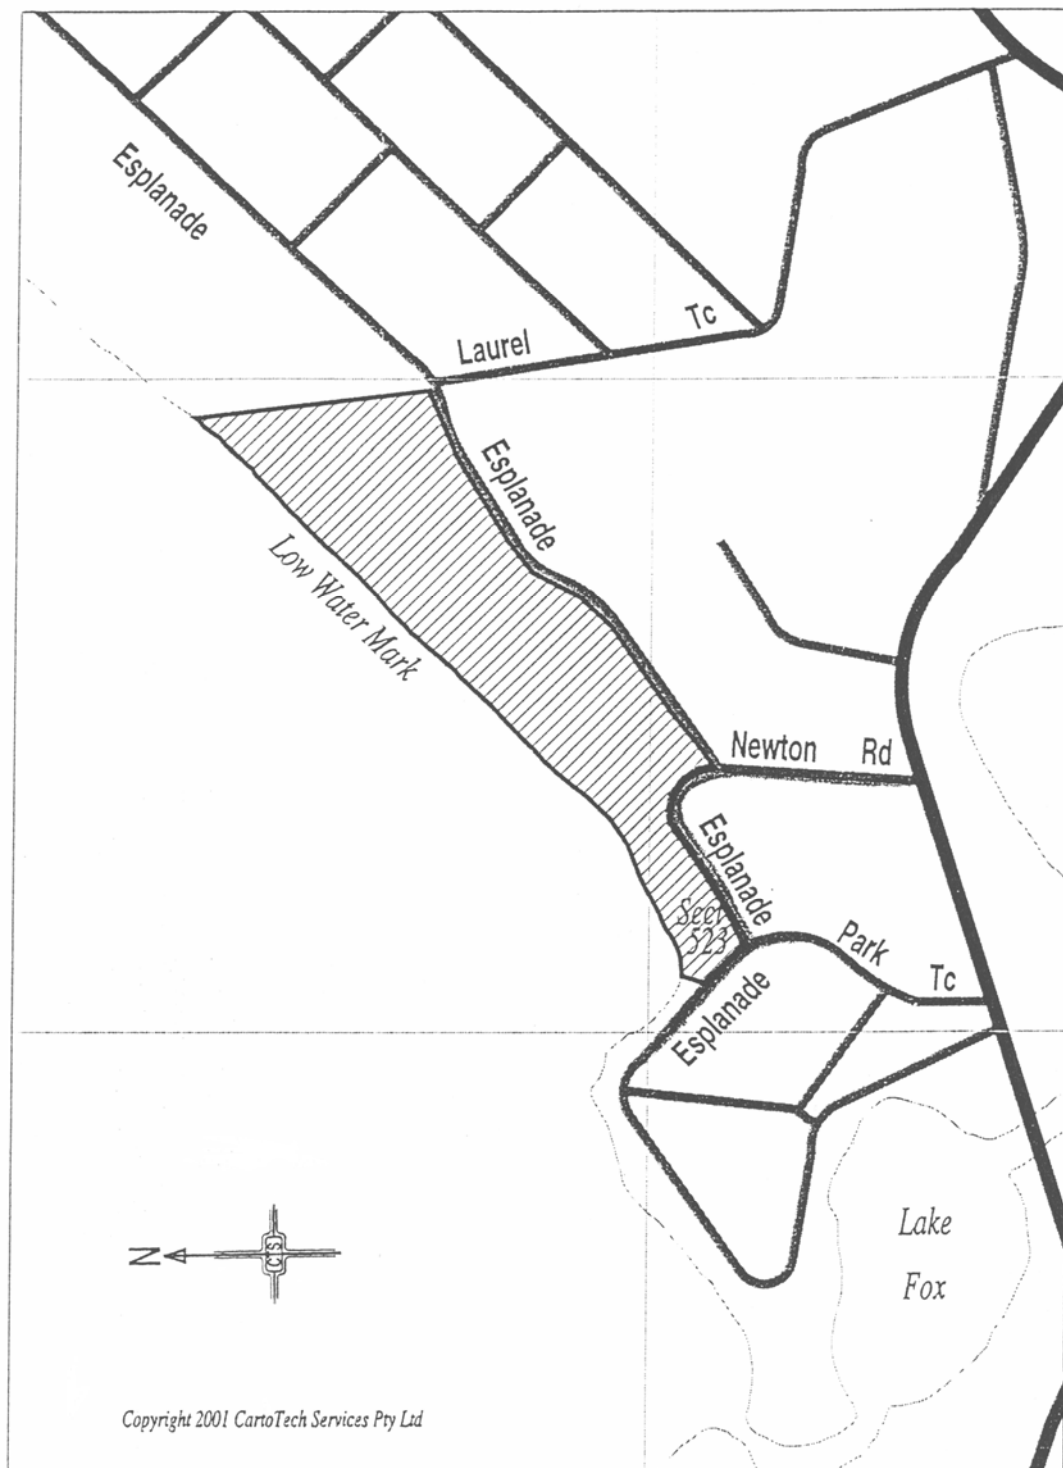 Esplanade
Laurel Tc
Esplanade
Low Water Mark
Newton Rd
Esplanade
523
Park Tc
Esplanade
Lake
Fox
N
CTS
Copyright 2001 CartoTech Services Pty Ltd